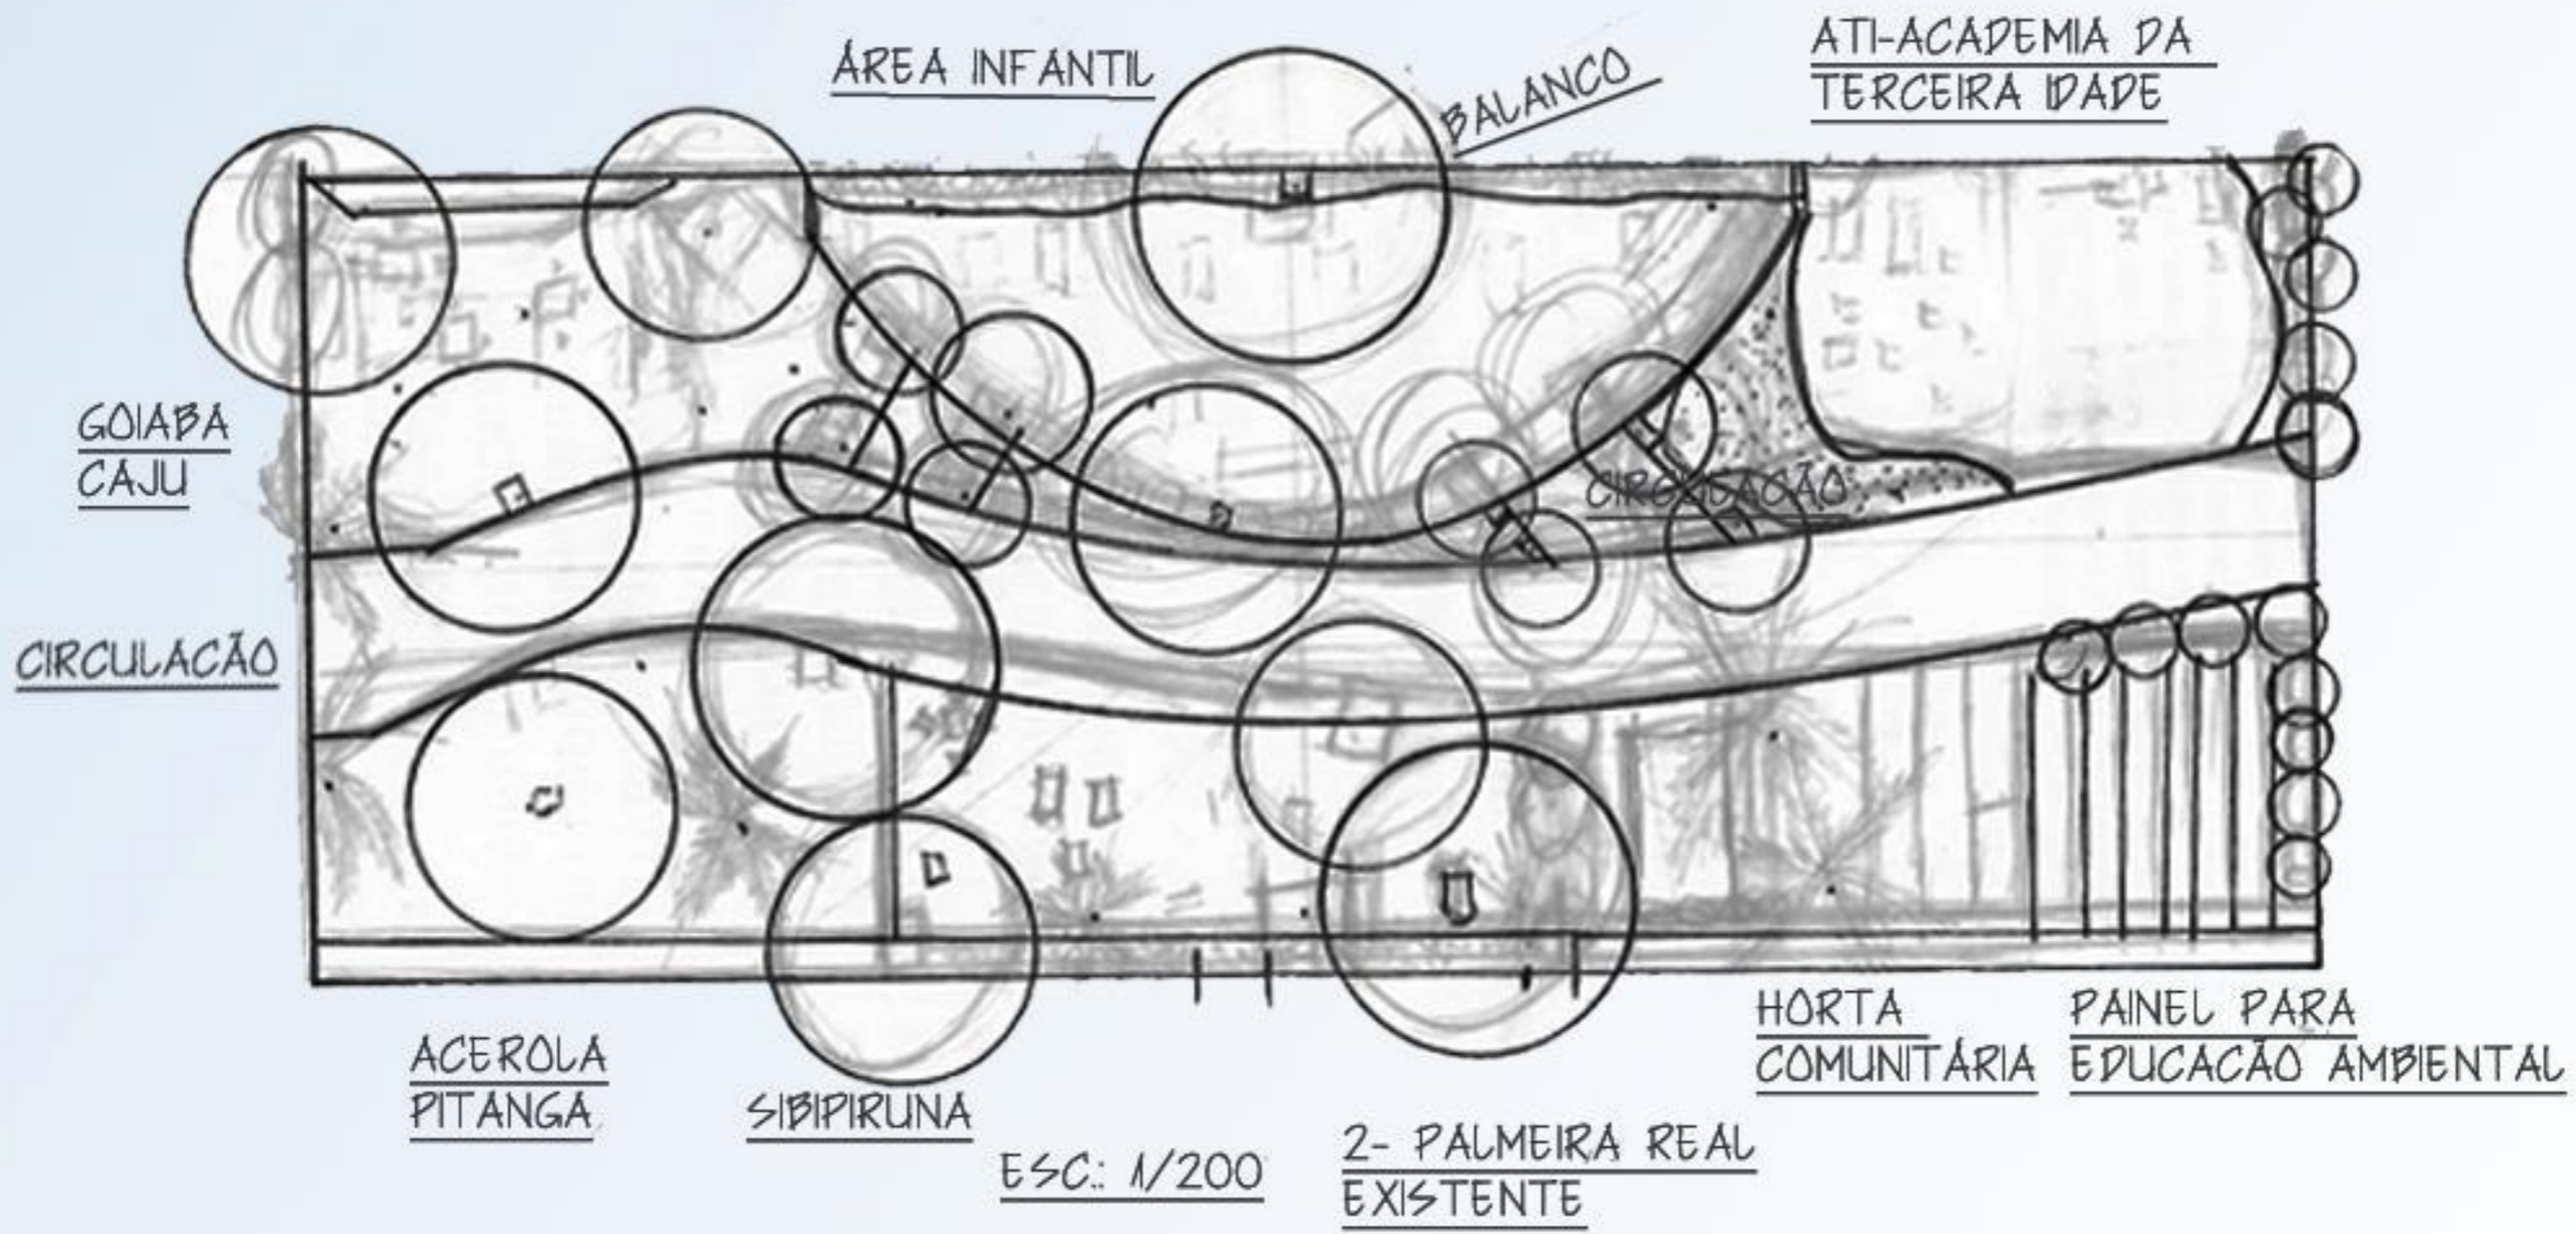 ÁREA INFANTIL
BALANCO
ATI-ACADEMIA DA
TERCEIRA IDADE
GOIABA
CAJU
CIRCULACÃO
CIRCULACÃO
ACEROLA
PITANGA
SIBIPIRUNA
ESC.: 1/200
2- PALMEIRA REAL
EXISTENTE
HORTA
COMUNITÁRIA
PAINEL PARA
EDUCACÃO AMBIENTAL